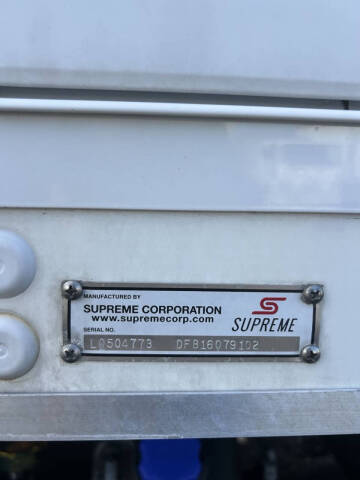 MANUFACTURED BY
SUPREME CORPORATION
www.supremecorp.com
SUPREME
SERIAL NO.
L0504773 DF816079102